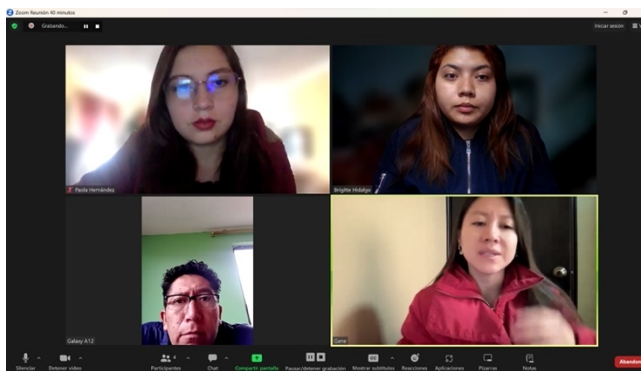 Zoom Reunión 40 minutos
Grabando...
Iniciar sesión
Paola Hernández
Brigitte Hidalgo
Galaxy A12
Gene
Silenciar
Detener video
4
Participantes
Chat
Compartir pantalla
Pausar/detener grabación
Mostrar subtítulos
Reacciones
Aplicaciones
Pizarras
Notas